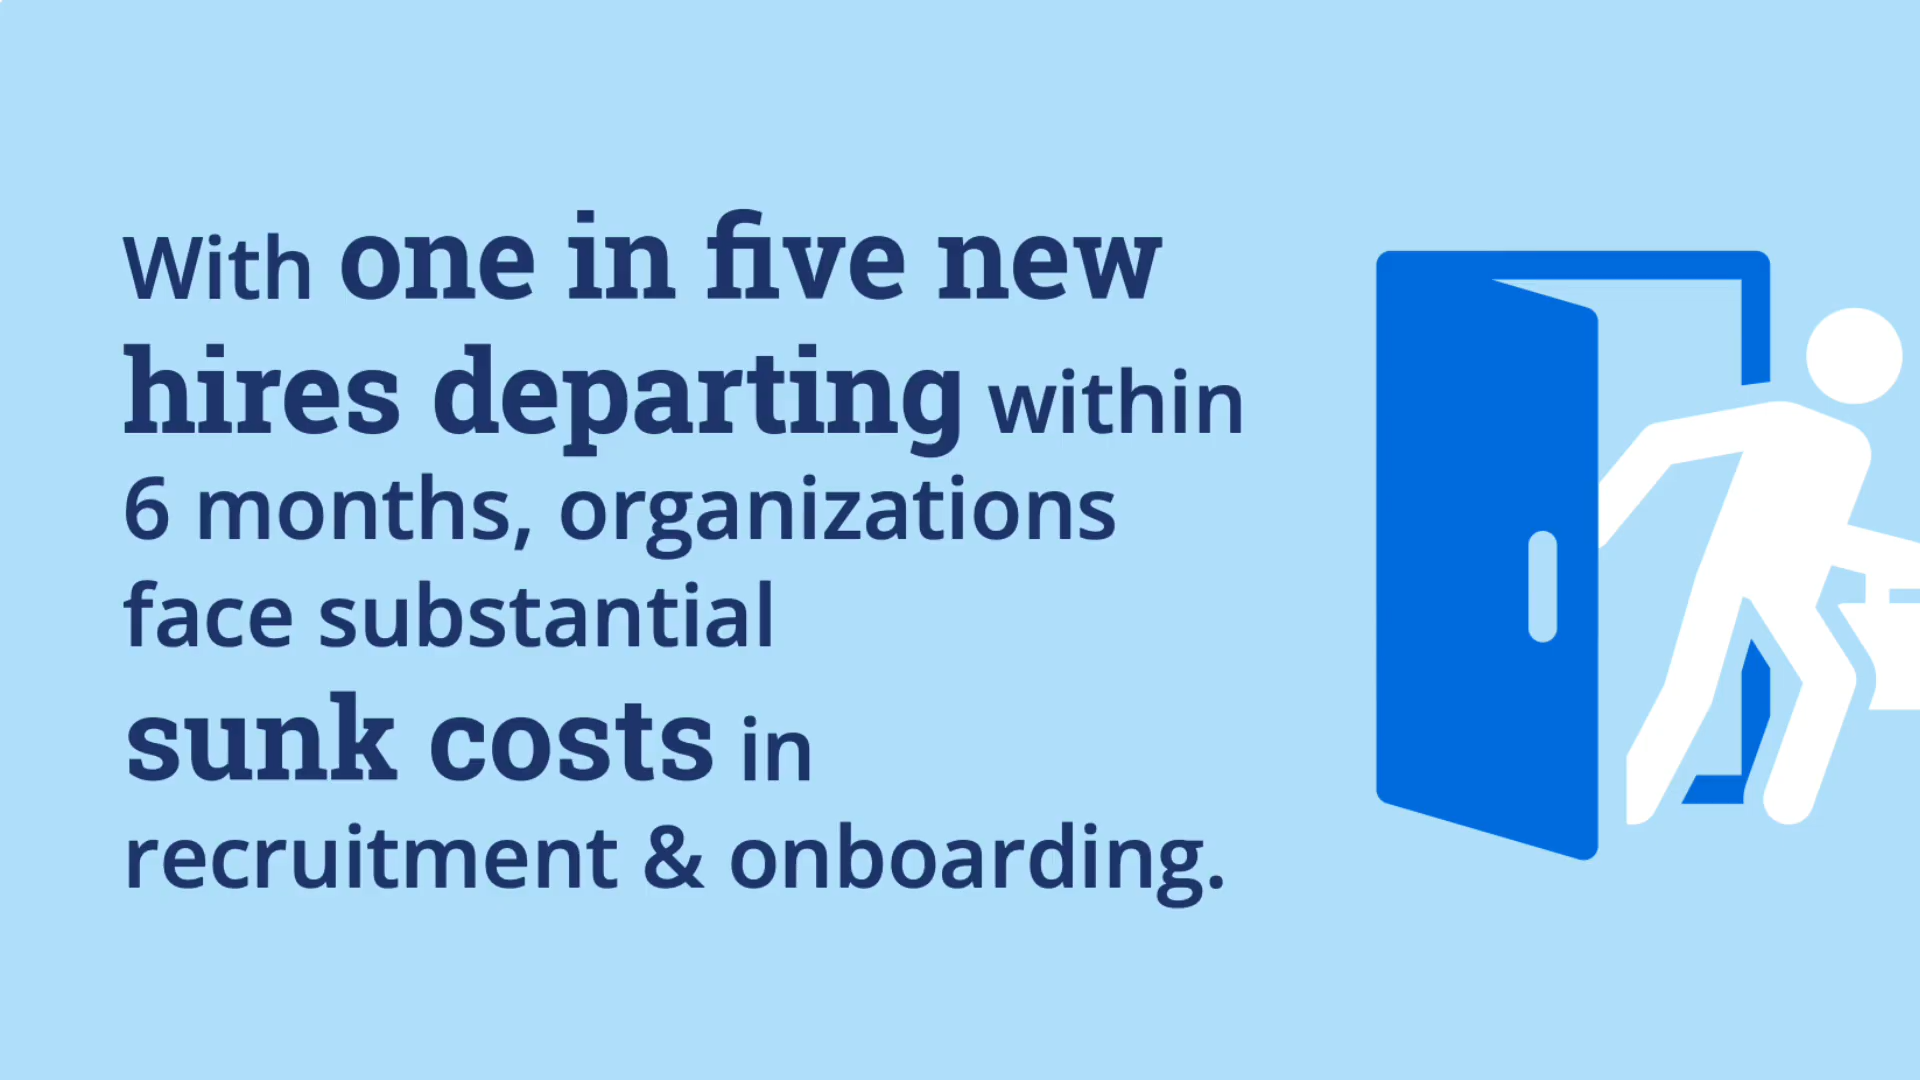 With one in five new
hires departing within
6 months, organizations
face substantial
sunk costs in
recruitment & onboarding.